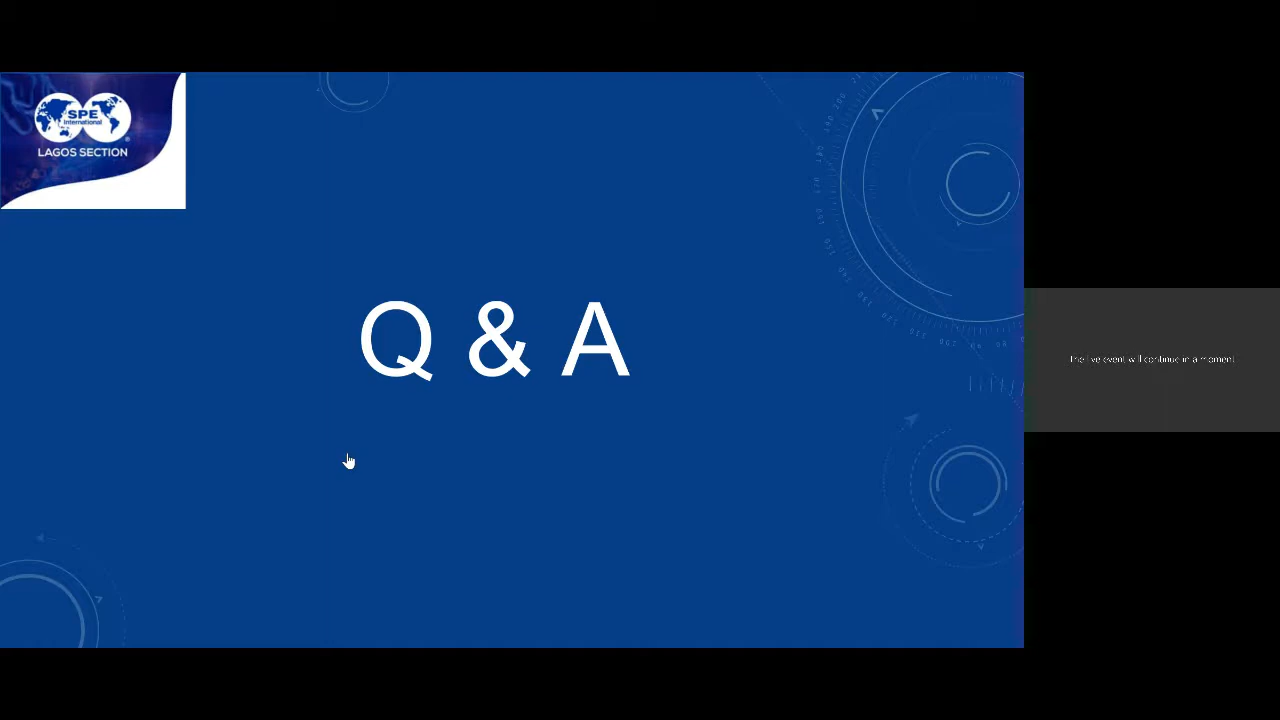 SPE
International
LAGOS SECTION
Q & A
The live event will continue in a moment